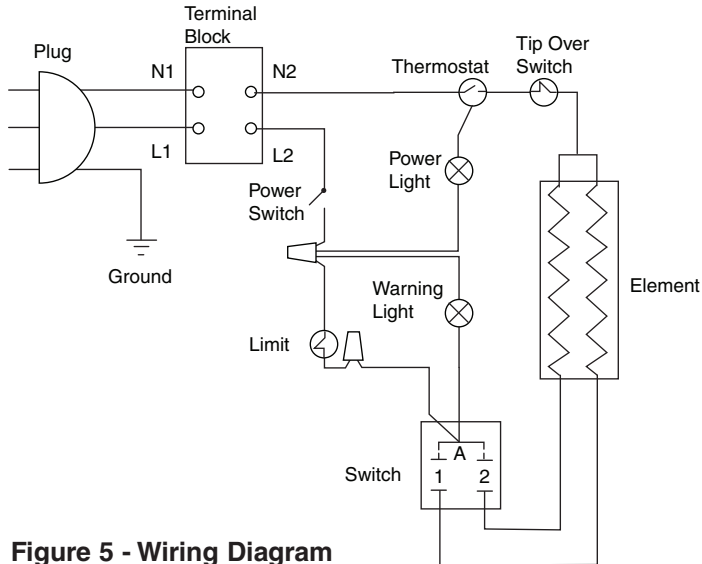 Terminal
Block
Plug
N1
N2
L1
L2
Thermostat
Tip Over
Switch
Power
Light
Power
Switch
Ground
Warning
Light
Element
Limit
Switch
A
1
2
Figure 5 - Wiring Diagram